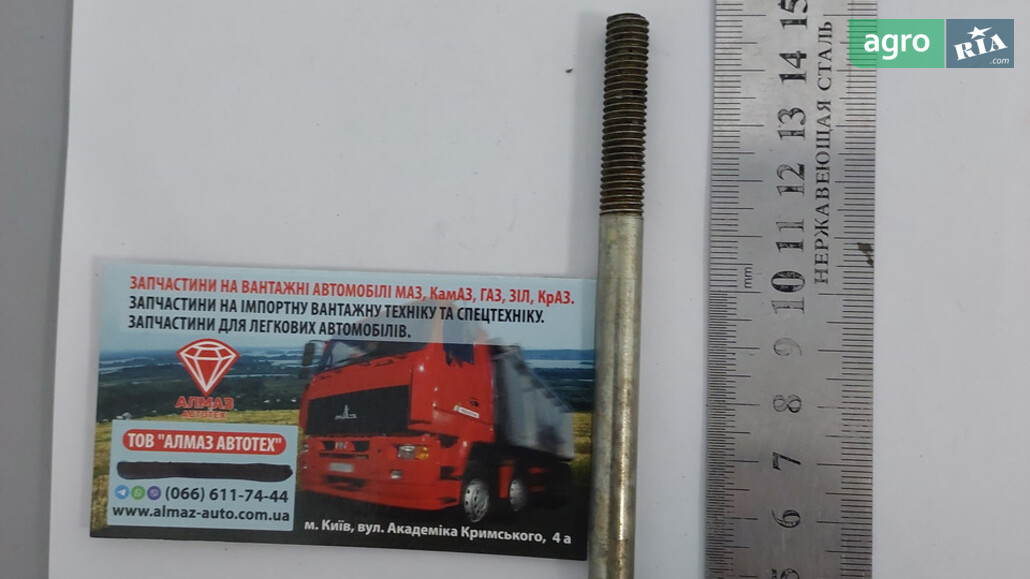 agro
RIA
.com
ЗАПЧАСТИНИ НА ВАНТАЖНІ АВТОМОБІЛІ МАЗ, КамАЗ, ГАЗ, ЗІЛ, КрАЗ.
ЗАПЧАСТИНИ НА ІМПОРТНУ ВАНТАЖНУ ТЕХНІКУ ТА СПЕЦТЕХНІКУ.
ЗАПЧАСТИНИ ДЛЯ ЛЕГКОВИХ АВТОМОБІЛІВ.
АЛМАЗ
АВТОТЕХ
ТОВ "АЛМАЗ АВТОТЕХ"
(066) 611-74-44
www.almaz-auto.com.ua
м. Київ, вул. Академіка Кримського, 4 а
15
14
13
12
11
10
9
8
7
6
mm
НЕРЖАВЕЮЩАЯ СТАЛЬ